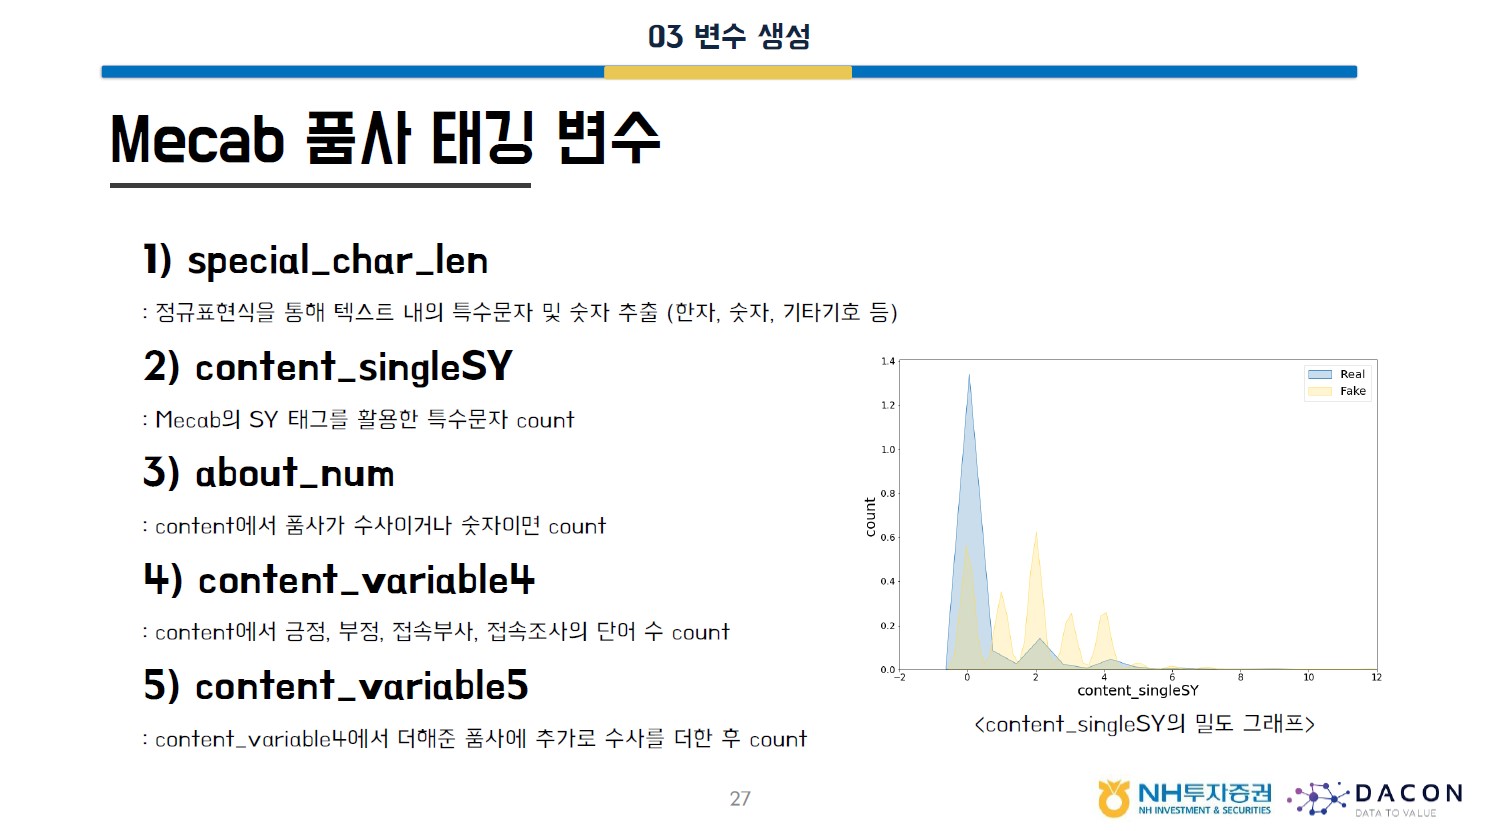 03 변수 생성
Mecab 품사 태깅 변수
1) special_char_len
: 정규표현식을 통해 텍스트 내의 특수문자 및 숫자 추출 (한자, 숫자, 기타기호 등)
2) content_singleSY
: Mecab의 SY 태그를 활용한 특수문자 count
3) about_num
: content에서 품사가 수사이거나 숫자이면 count
4) content_variable4
: content에서 긍정, 부정, 접속부사, 접속조사의 단어 수 count
5) content_variable5
: content_variable4에서 더해준 품사에 추가로 수사를 더한 후 count
Real
Fake
1.4
1.2
1.0
0.8
0.6
0.4
0.2
0.0
count
−2 0 2 4 6 8 10 12
content_singleSY
<content_singleSY의 밀도 그래프>
27
NH투자증권
NH INVESTMENT & SECURITIES
DACON
DATA TO VALUE